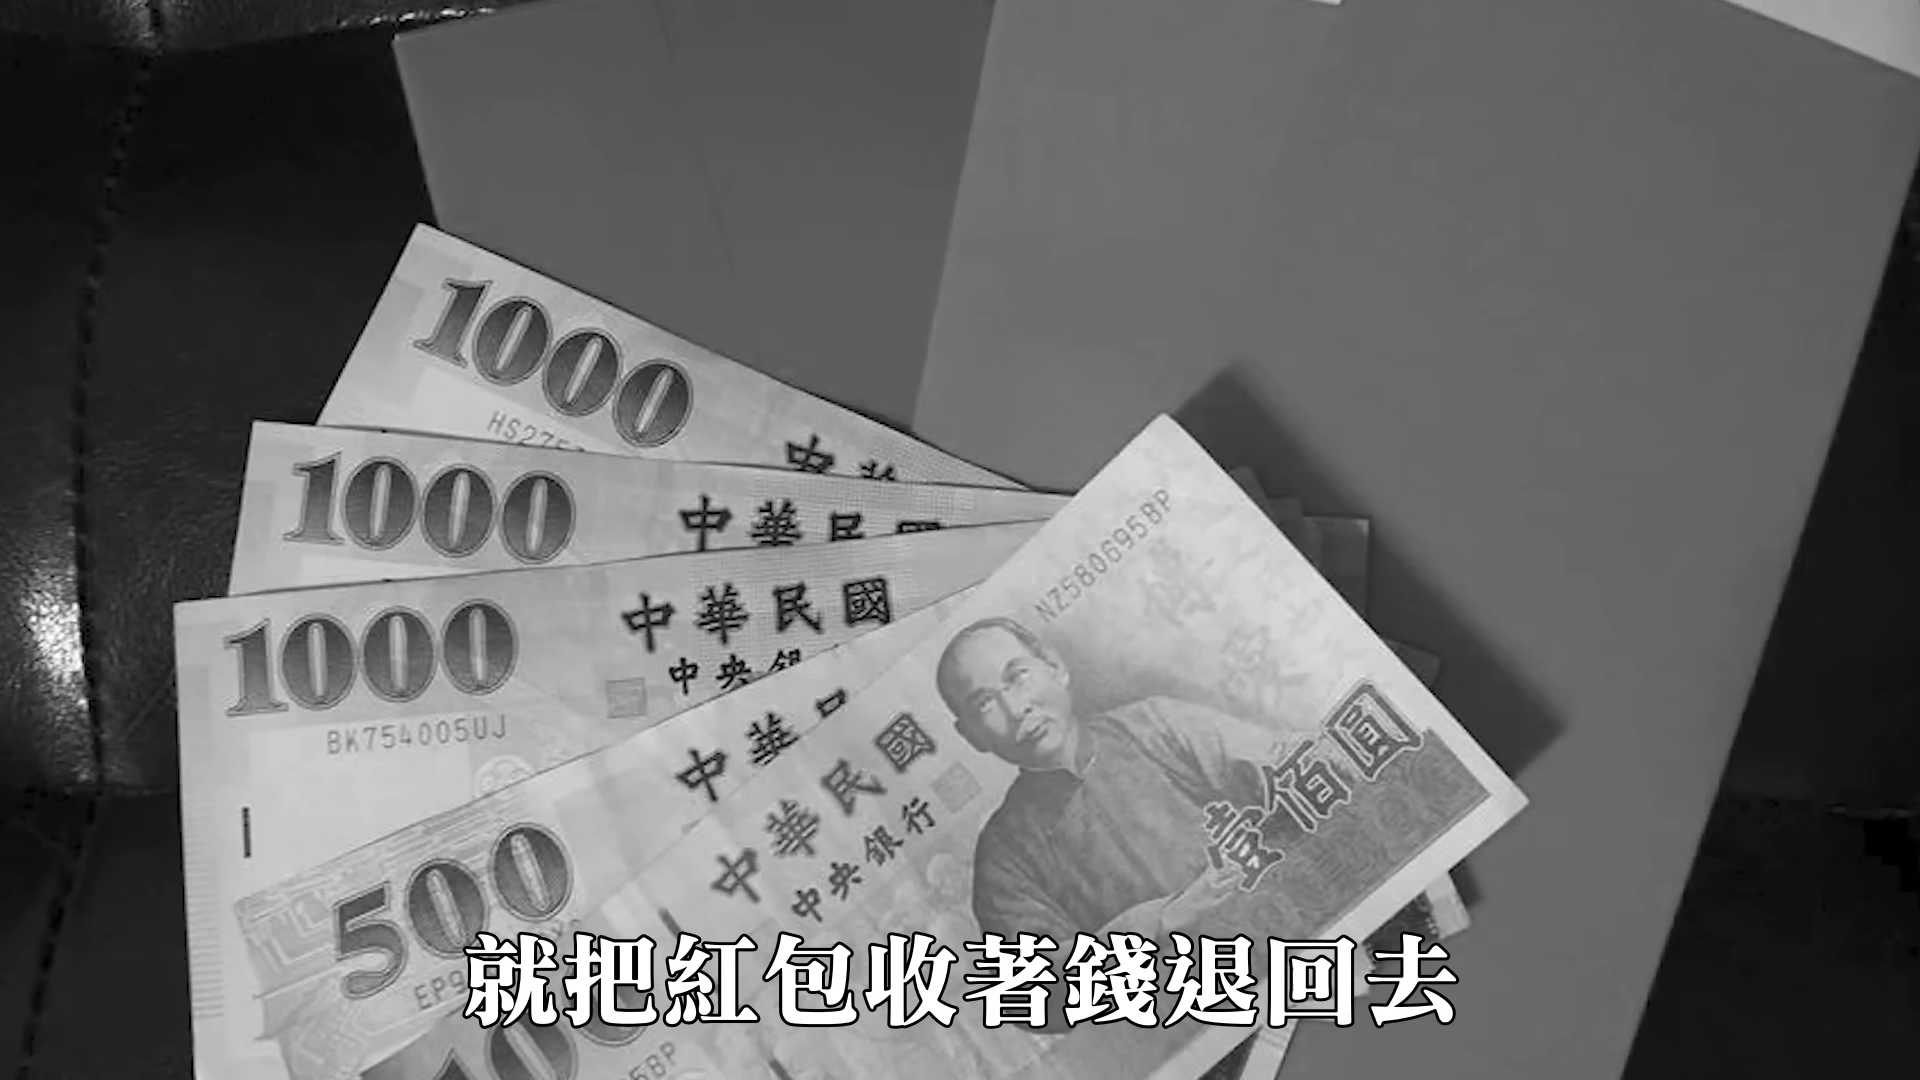 1000
中華
1000
中華民國
1000
中華民國
中央銀
BK754005UJ
NZ580695BP
中華民
500
中華民國
中央銀行
壹佰圓
就把紅包收著錢退回去